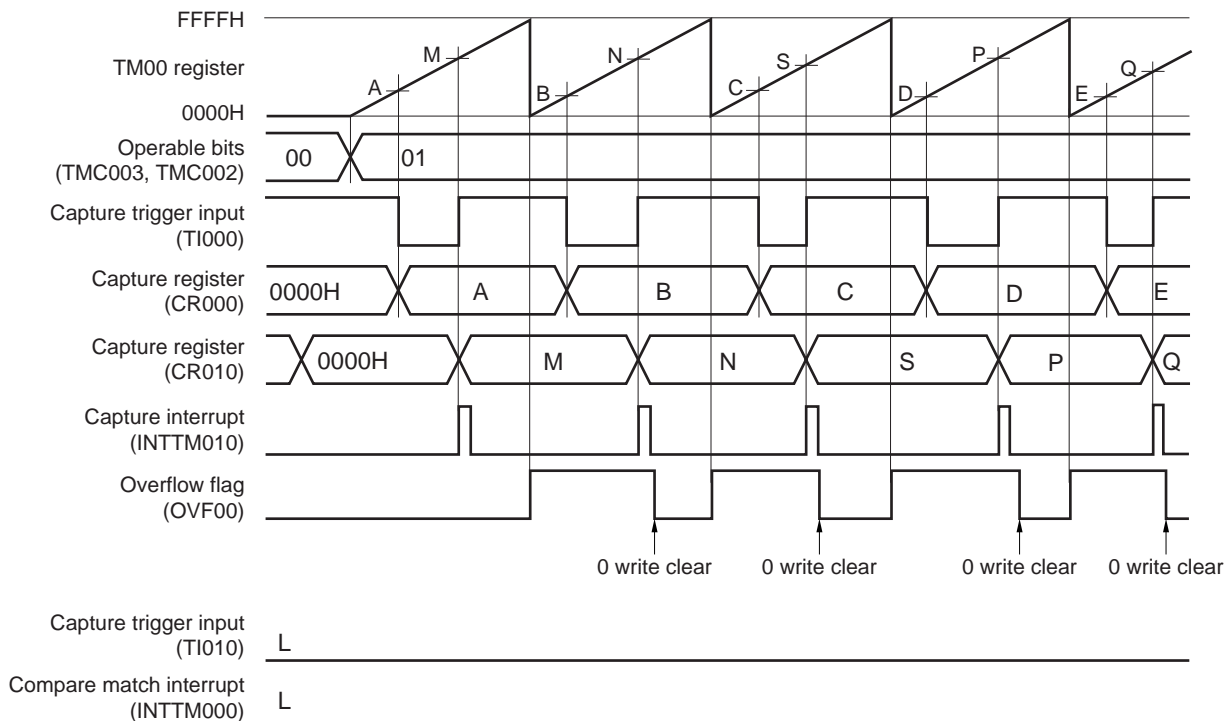 FFFFH
TM00 register
0000H
A M B N C S D P E Q
Operable bits
(TMC003, TMC002)
00 01
Capture trigger input
(TI000)
Capture register
(CR000)
0000H A B C D E
Capture register
(CR010)
0000H M N S P Q
Capture interrupt
(INTTM010)
Overflow flag
(OVF00)
0 write clear 0 write clear 0 write clear 0 write clear
Capture trigger input
(TI010)
L
Compare match interrupt
(INTTM000)
L